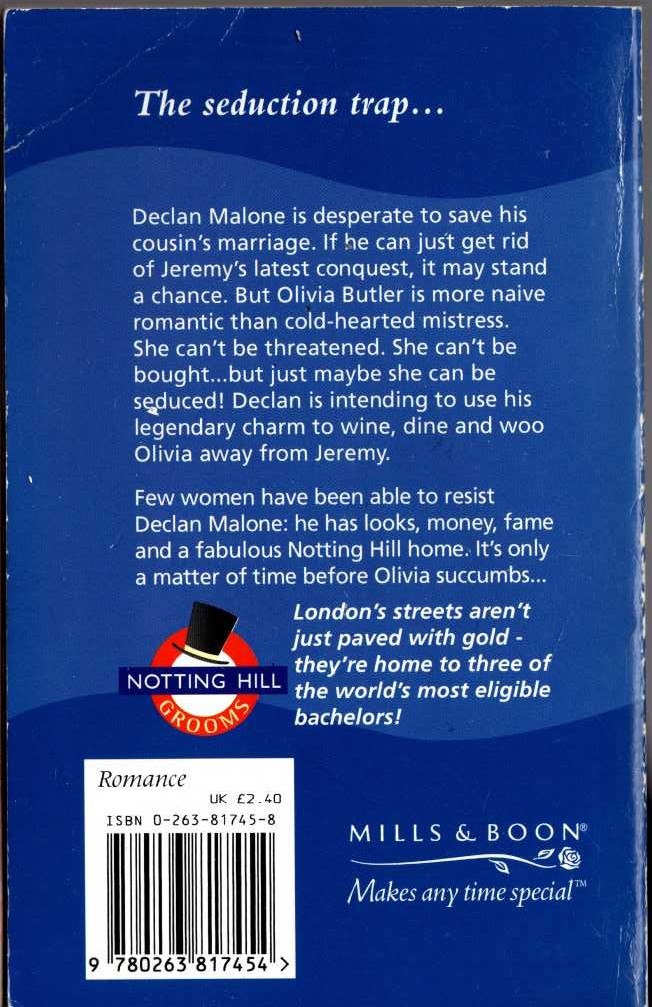 The seduction trap...
Declan Malone is desperate to save his
cousin's marriage. If he can just get rid
of Jeremy's latest conquest, it may stand
a chance. But Olivia Butler is more naive
romantic than cold-hearted mistress.
She can't be threatened. She can't be
bought...but just maybe she can be
seduced! Declan is intending to use his
legendary charm to wine, dine and woo
Olivia away from Jeremy.
Few women have been able to resist
Declan Malone: he has looks, money, fame
and a fabulous Notting Hill home. It's only
a matter of time before Olivia succumbs...
London's streets aren't
just paved with gold -
they're home to three of
the world's most eligible
bachelors!
NOTTING HILL
GROOMS
Romance
UK £2.40
ISBN 0-263-81745-8
9 780263 817454 >
MILLS & BOON®
Makes any time special™